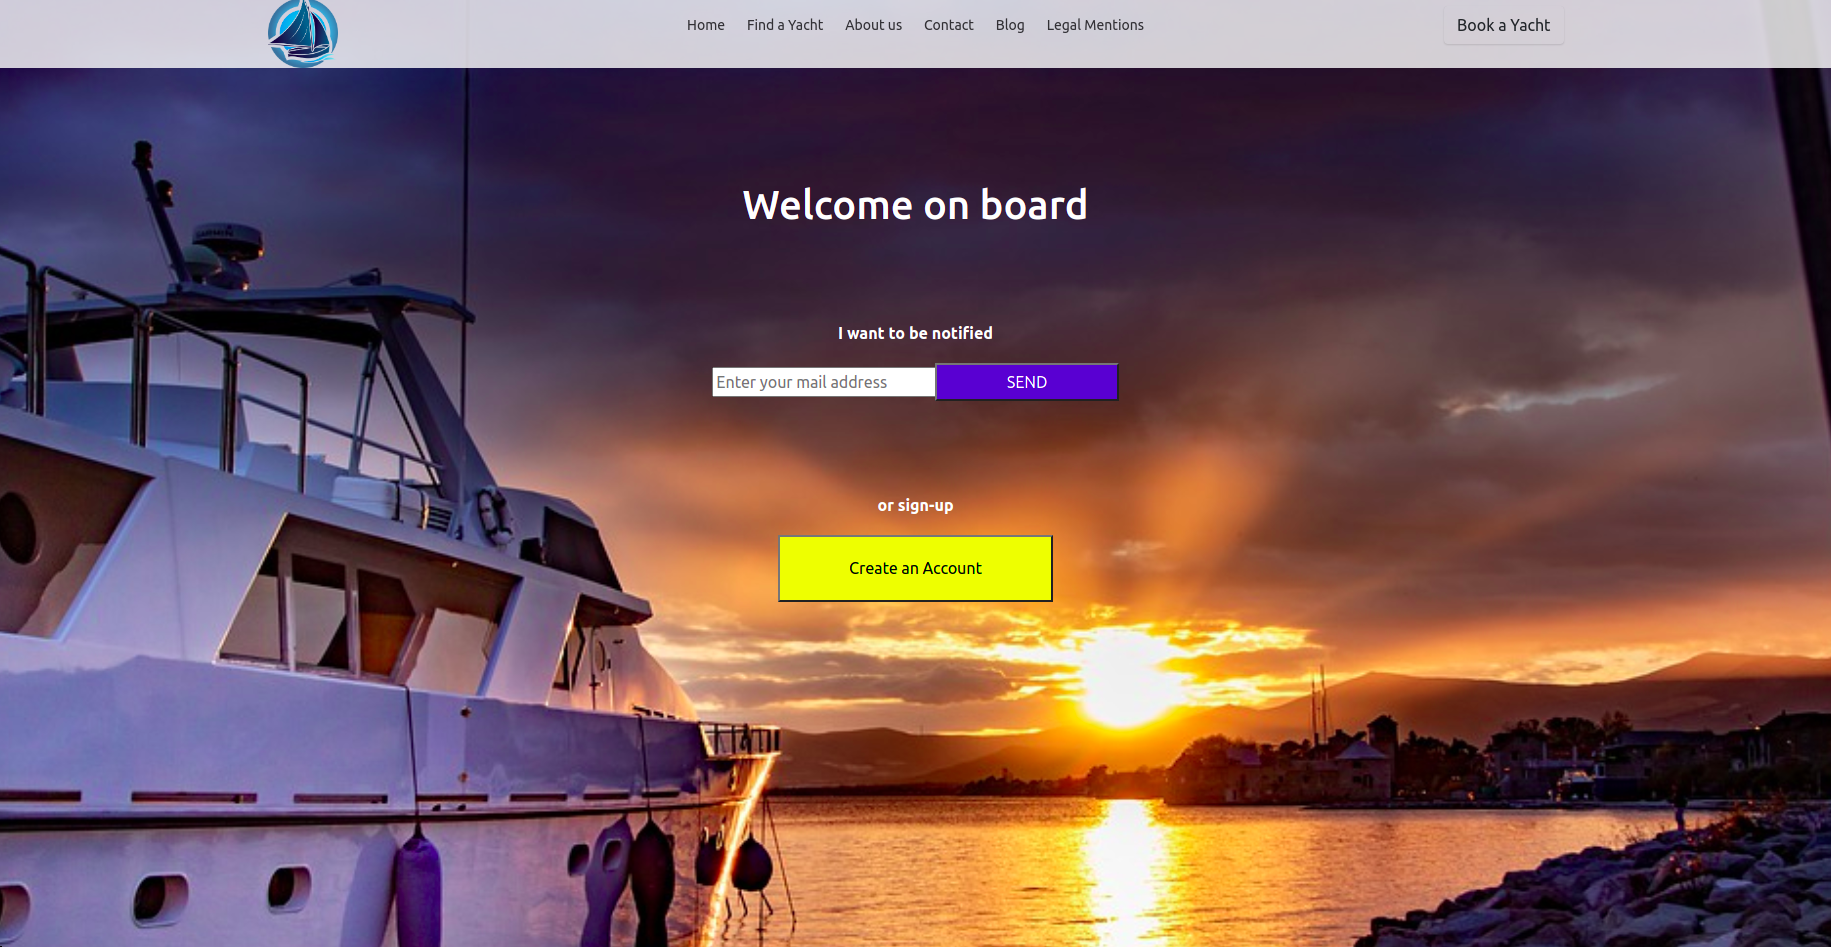 Home Find a Yacht About us Contact Blog Legal Mentions Book a Yacht
GARMIN
Welcome on board
I want to be notified
Enter your mail address SEND
or sign-up
Create an Account